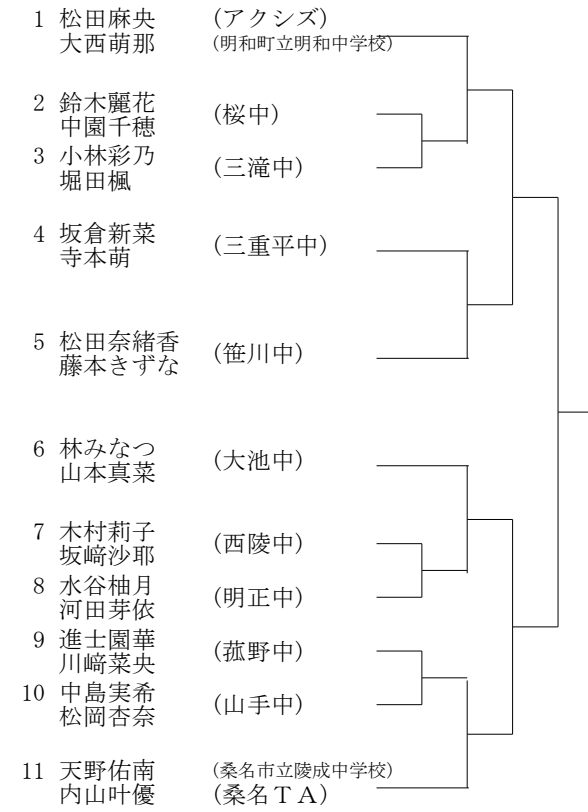 1 松田麻央 (アクシズ)
大西萌那 (明和町立明和中学校)
2 鈴木麗花
中園千穂 (桜中)
3 小林彩乃
堀田楓 (三滝中)
4 坂倉新菜
寺本萌 (三重平中)
5 松田奈緒香
藤本きずな (笹川中)
6 林みなつ
山本真菜 (大池中)
7 木村莉子
坂﨑沙耶 (西陵中)
8 水谷柚月
河田芽依 (明正中)
9 進士園華
川﨑菜央 (菰野中)
10 中島実希
松岡杏奈 (山手中)
11 天野佑南 (桑名市立陵成中学校)
内山叶優 (桑名ＴＡ)